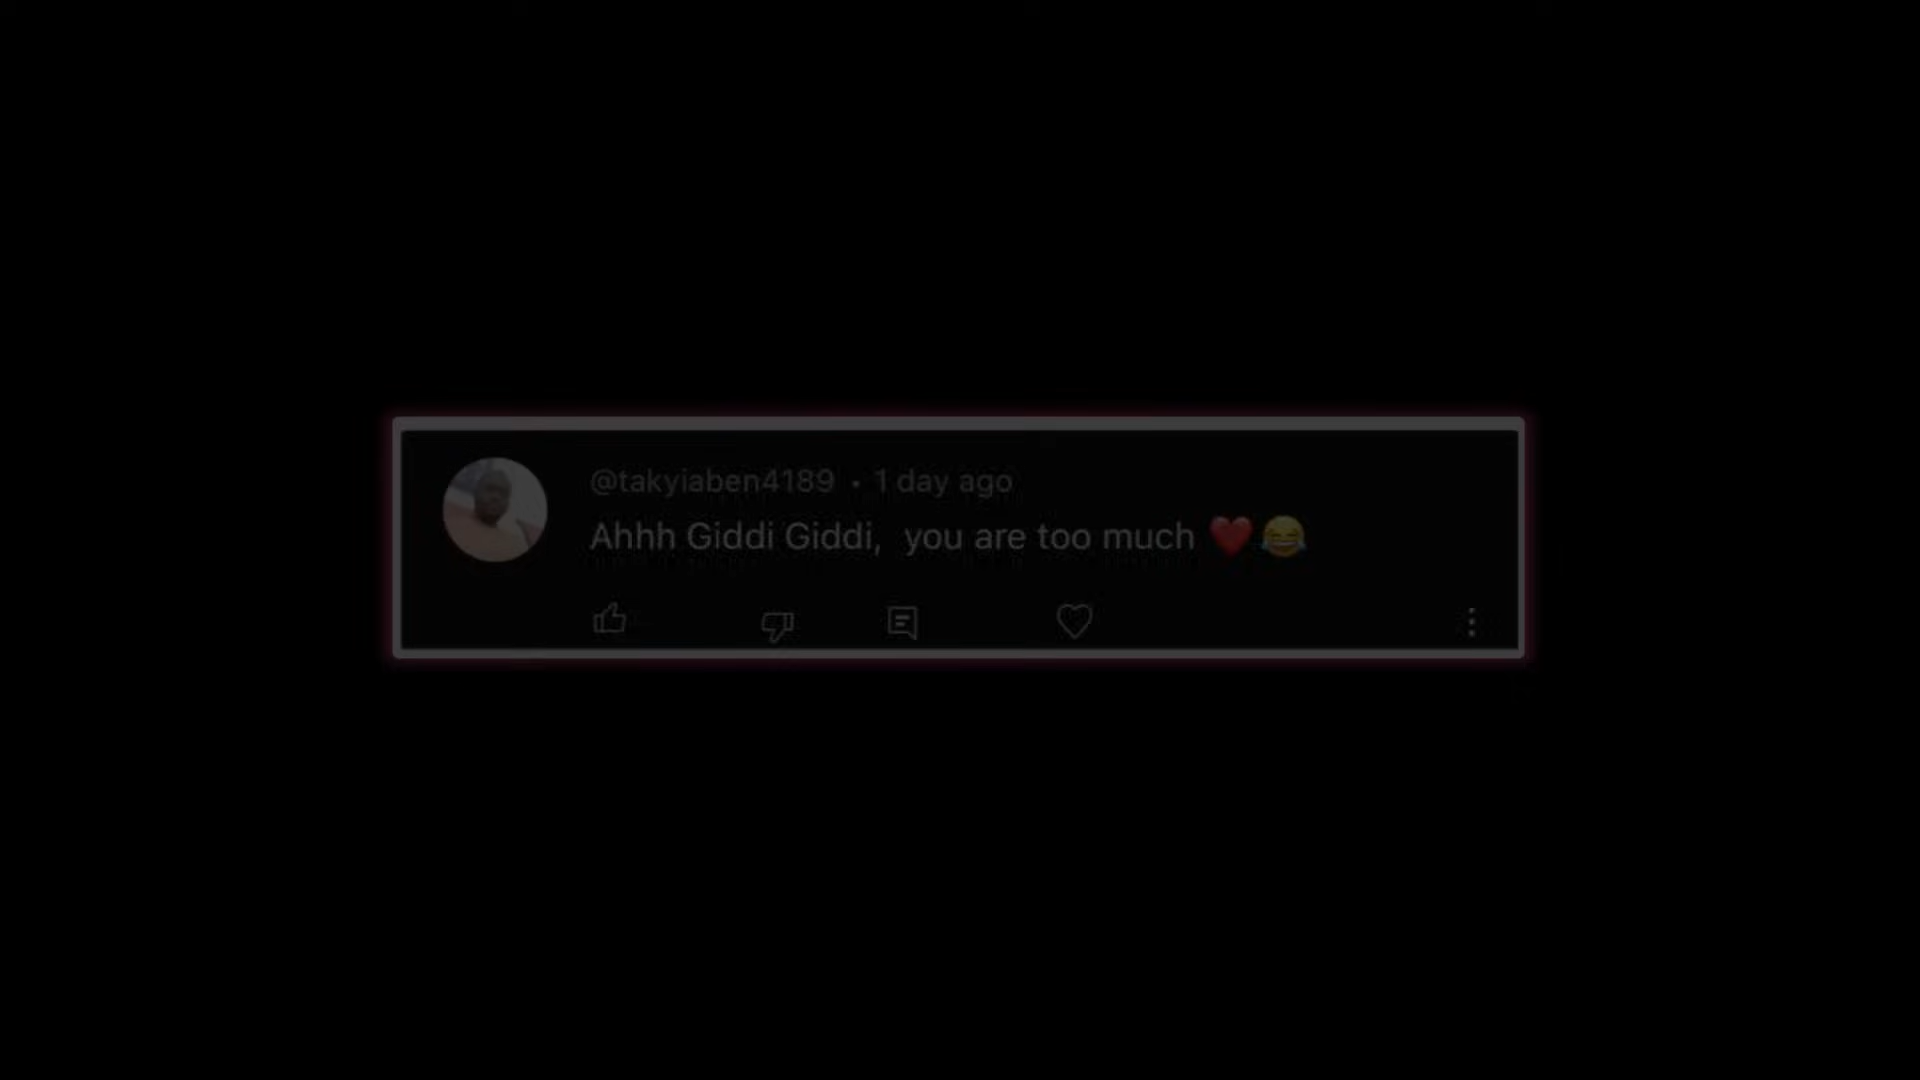 @takyiaben4189 • 1 day ago
Ahhh Giddi Giddi, you are too much ❤️😂